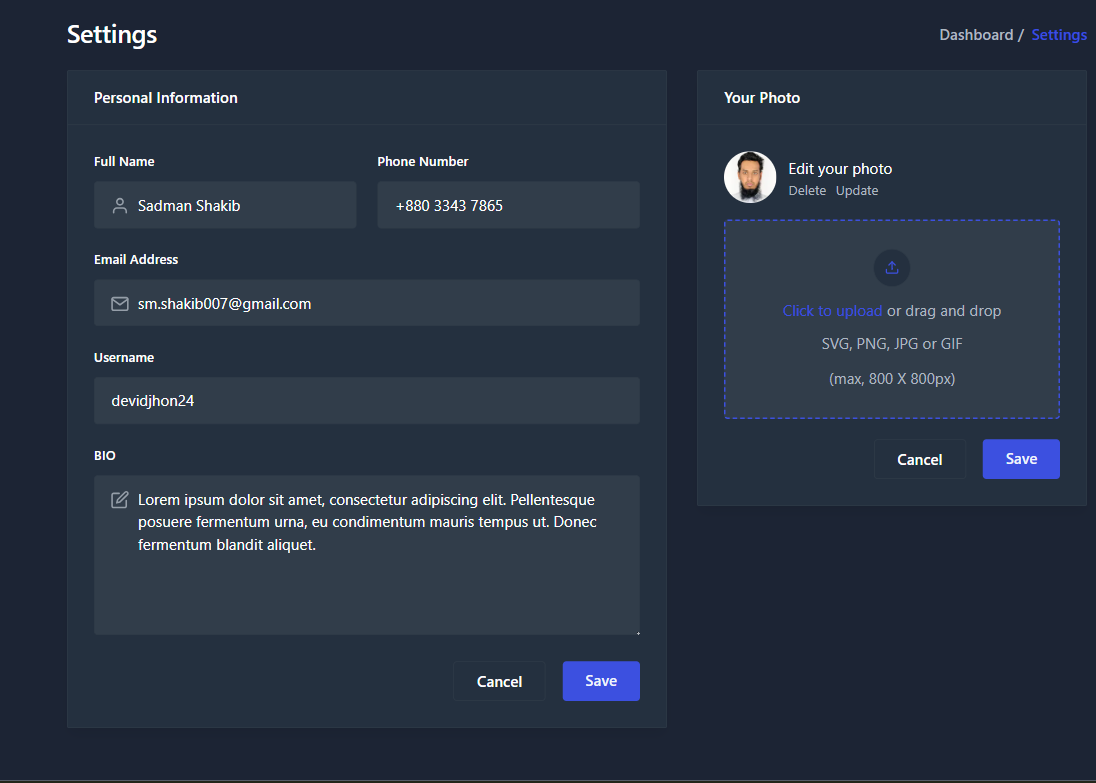 Settings
Dashboard / Settings
Personal Information
Full Name
Phone Number
Sadman Shakib
+880 3343 7865
Email Address
sm.shakib007@gmail.com
Username
devidjhon24
BIO
Lorem ipsum dolor sit amet, consectetur adipiscing elit. Pellentesque
posuere fermentum urna, eu condimentum mauris tempus ut. Donec
fermentum blandit aliquet.
Cancel
Save
Your Photo
Edit your photo
Delete Update
Click to upload or drag and drop
SVG, PNG, JPG or GIF
(max, 800 X 800px)
Cancel
Save